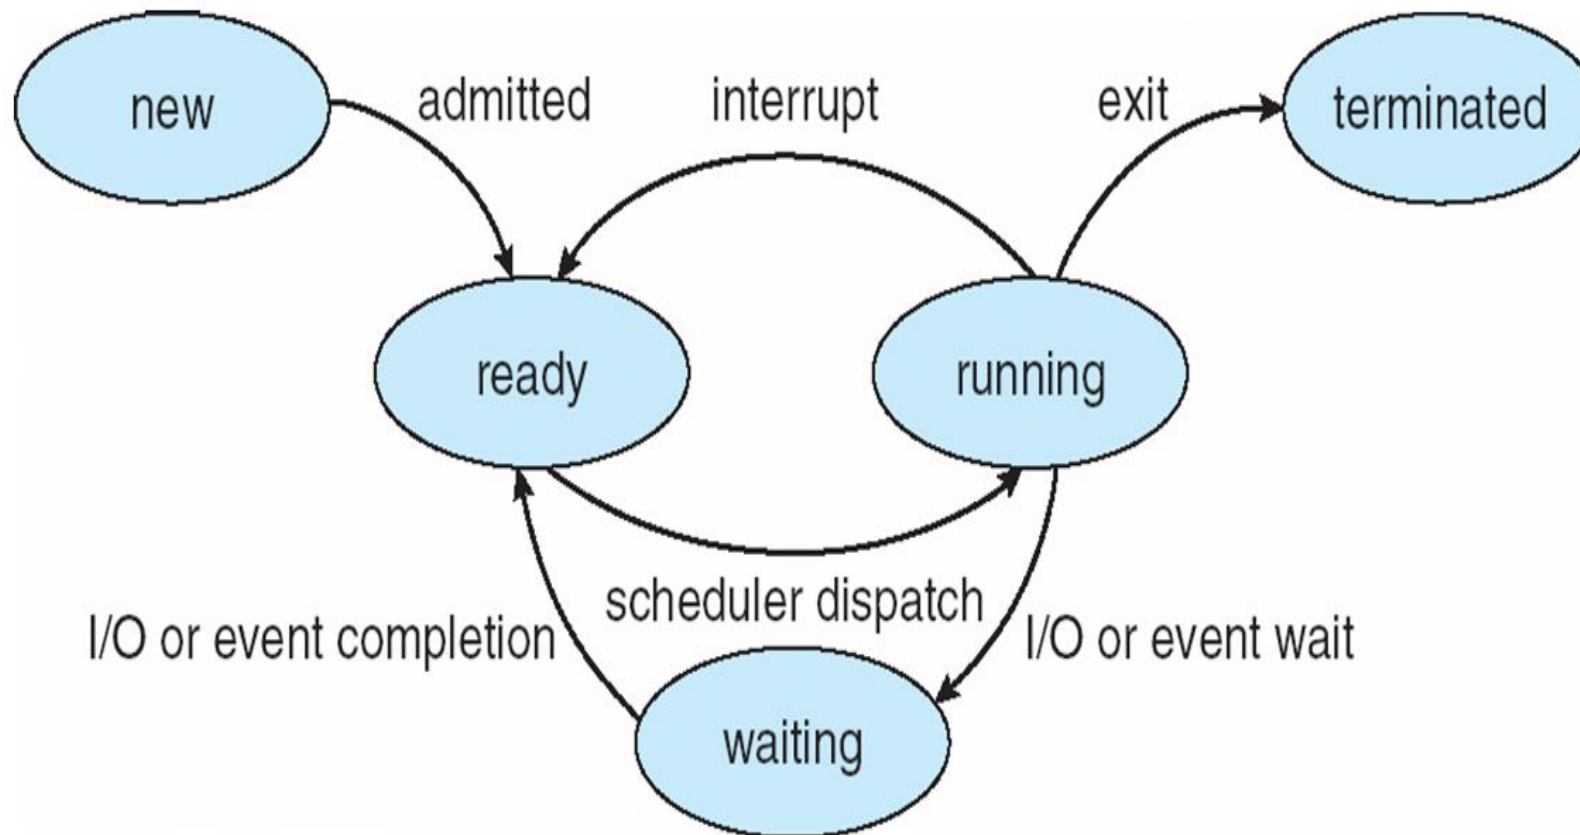 new
admitted
interrupt
exit
terminated
ready
running
scheduler dispatch
I/O or event completion
I/O or event wait
waiting